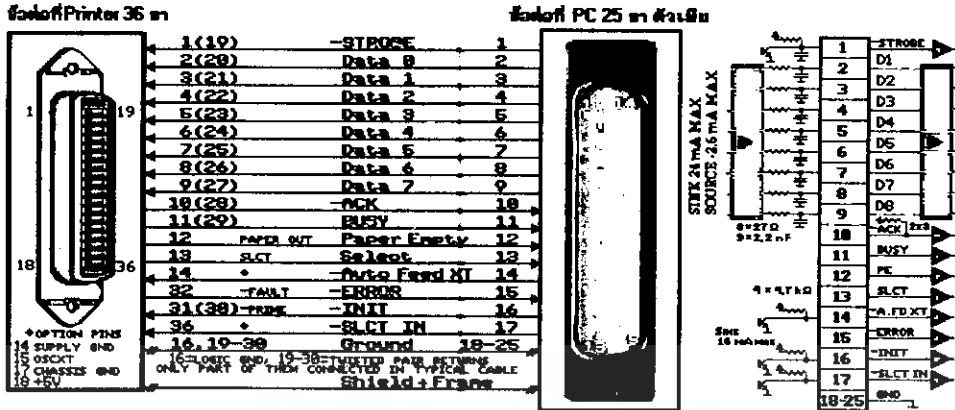 ข้อต่อที่ Printer 36 ขา
ข้อต่อที่ PC 25 ขา ตัวเมีย
1(19) -STROBE 1
2(20) Data 0 2
3(21) Data 1 3
4(22) Data 2 4
5(23) Data 3 5
6(24) Data 4 6
7(25) Data 5 7
8(26) Data 6 8
9(27) Data 7 9
10(28) -ACK 10
11(29) BUSY 11
12 PAPER OUT Paper Empty 12
13 SLCT Select 13
14 * -Auto Feed XT 14
32 -FAULT -ERROR 15
31(30)-PRIME -INIT 16
36 * -SLCT IN 17
16,19-30 Ground 18-25
16=LOGIC GND, 19-30=TWISTED PAIR RETURNS
ONLY PART OF THEM CONNECTED IN TYPICAL CABLE
Shield+Frame
1
19
18
36
*OPTION PINS
14 SUPPLY GND
15 OSCXT
17 CHASSIS GND
18 +5V
SINK 24 mA MAX
SOURCE -2.6 mA MAX
8=27Ω
9=2,2nF
4×4,7kΩ
1 STROBE
2 D1
3 D2
4 D3
5 D4
6 D5
7 D6
8 D7
9 D8
10 ACK
11 BUSY
12 PE
13 SLCT
14 -A.FD XT
15 ERROR
16 -INIT
17 -SLCT IN
18-25 GND